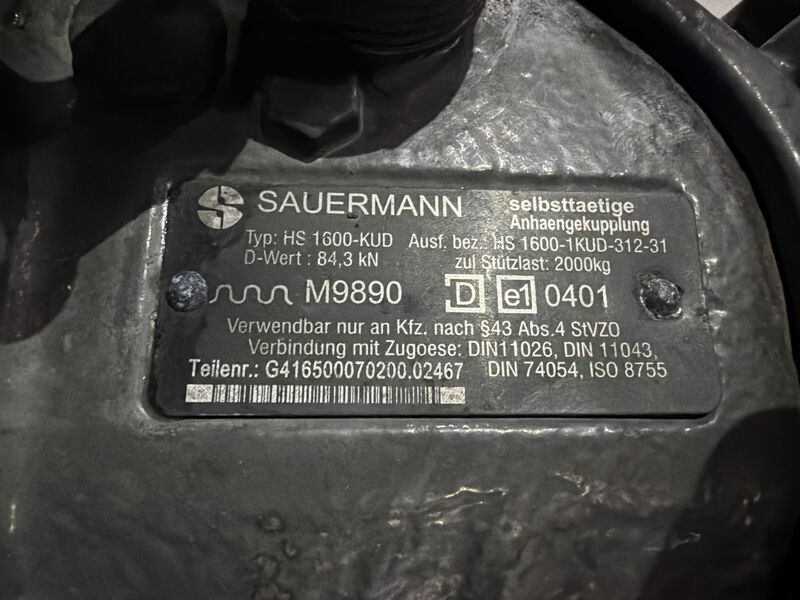 S SAUERMANN selbsttaetige
Anhaengekupplung
Typ: HS 1600-KUD Ausf. bez.: HS 1600-1KUD-312-31
D-Wert : 84,3 kN zul Stützlast: 2000kg
M9890 D e1 0401
Verwendbar nur an Kfz. nach §43 Abs.4 StVZO
Verbindung mit Zugoese: DIN11026, DIN 11043,
Teilenr.: G416500070200.02467 DIN 74054, ISO 8755